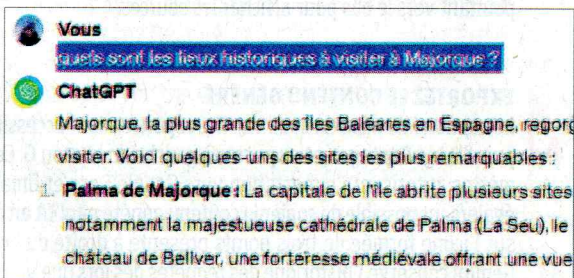 Vous
quels sont les lieux historiques à visiter à Majorque ?
ChatGPT
Majorque, la plus grande des îles Baléares en Espagne, regorg
visiter. Voici quelques-uns des sites les plus remarquables :
1. Palma de Majorque : La capitale de l'île abrite plusieurs sites
notamment la majestueuse cathédrale de Palma (La Seu), le
château de Bellver, une forteresse médiévale offrant une vue